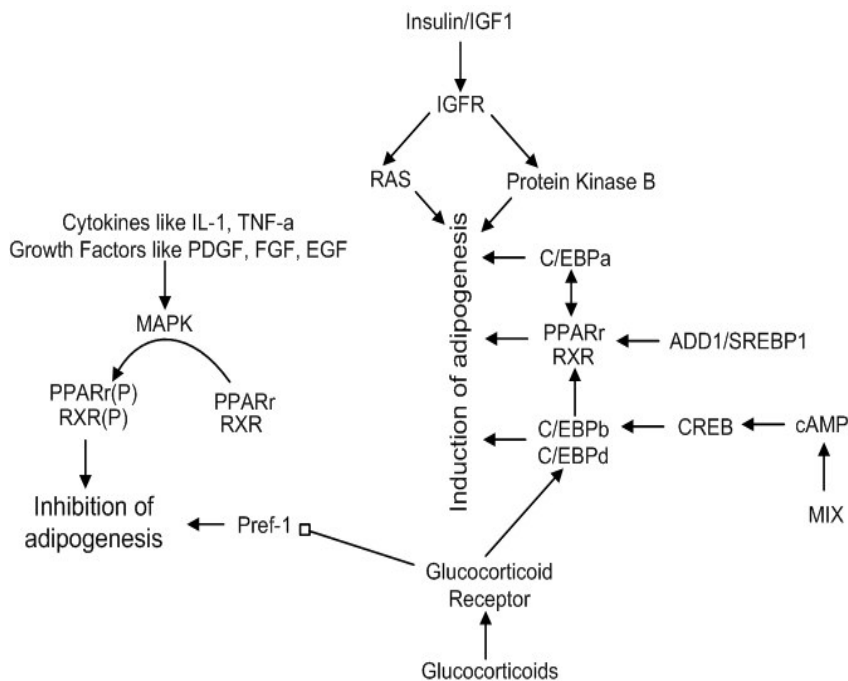 Insulin/IGF1
IGFR
RAS
Protein Kinase B
Cytokines like IL-1, TNF-a
Growth Factors like PDGF, FGF, EGF
MAPK
PPARr(P)
RXR(P)
PPARr
RXR
Inhibition of
adipogenesis
Pref-1
Induction of adipogenesis
C/EBPa
PPARr
RXR
ADD1/SREBP1
C/EBPb
C/EBPd
CREB
cAMP
MIX
Glucocorticoid
Receptor
Glucocorticoids